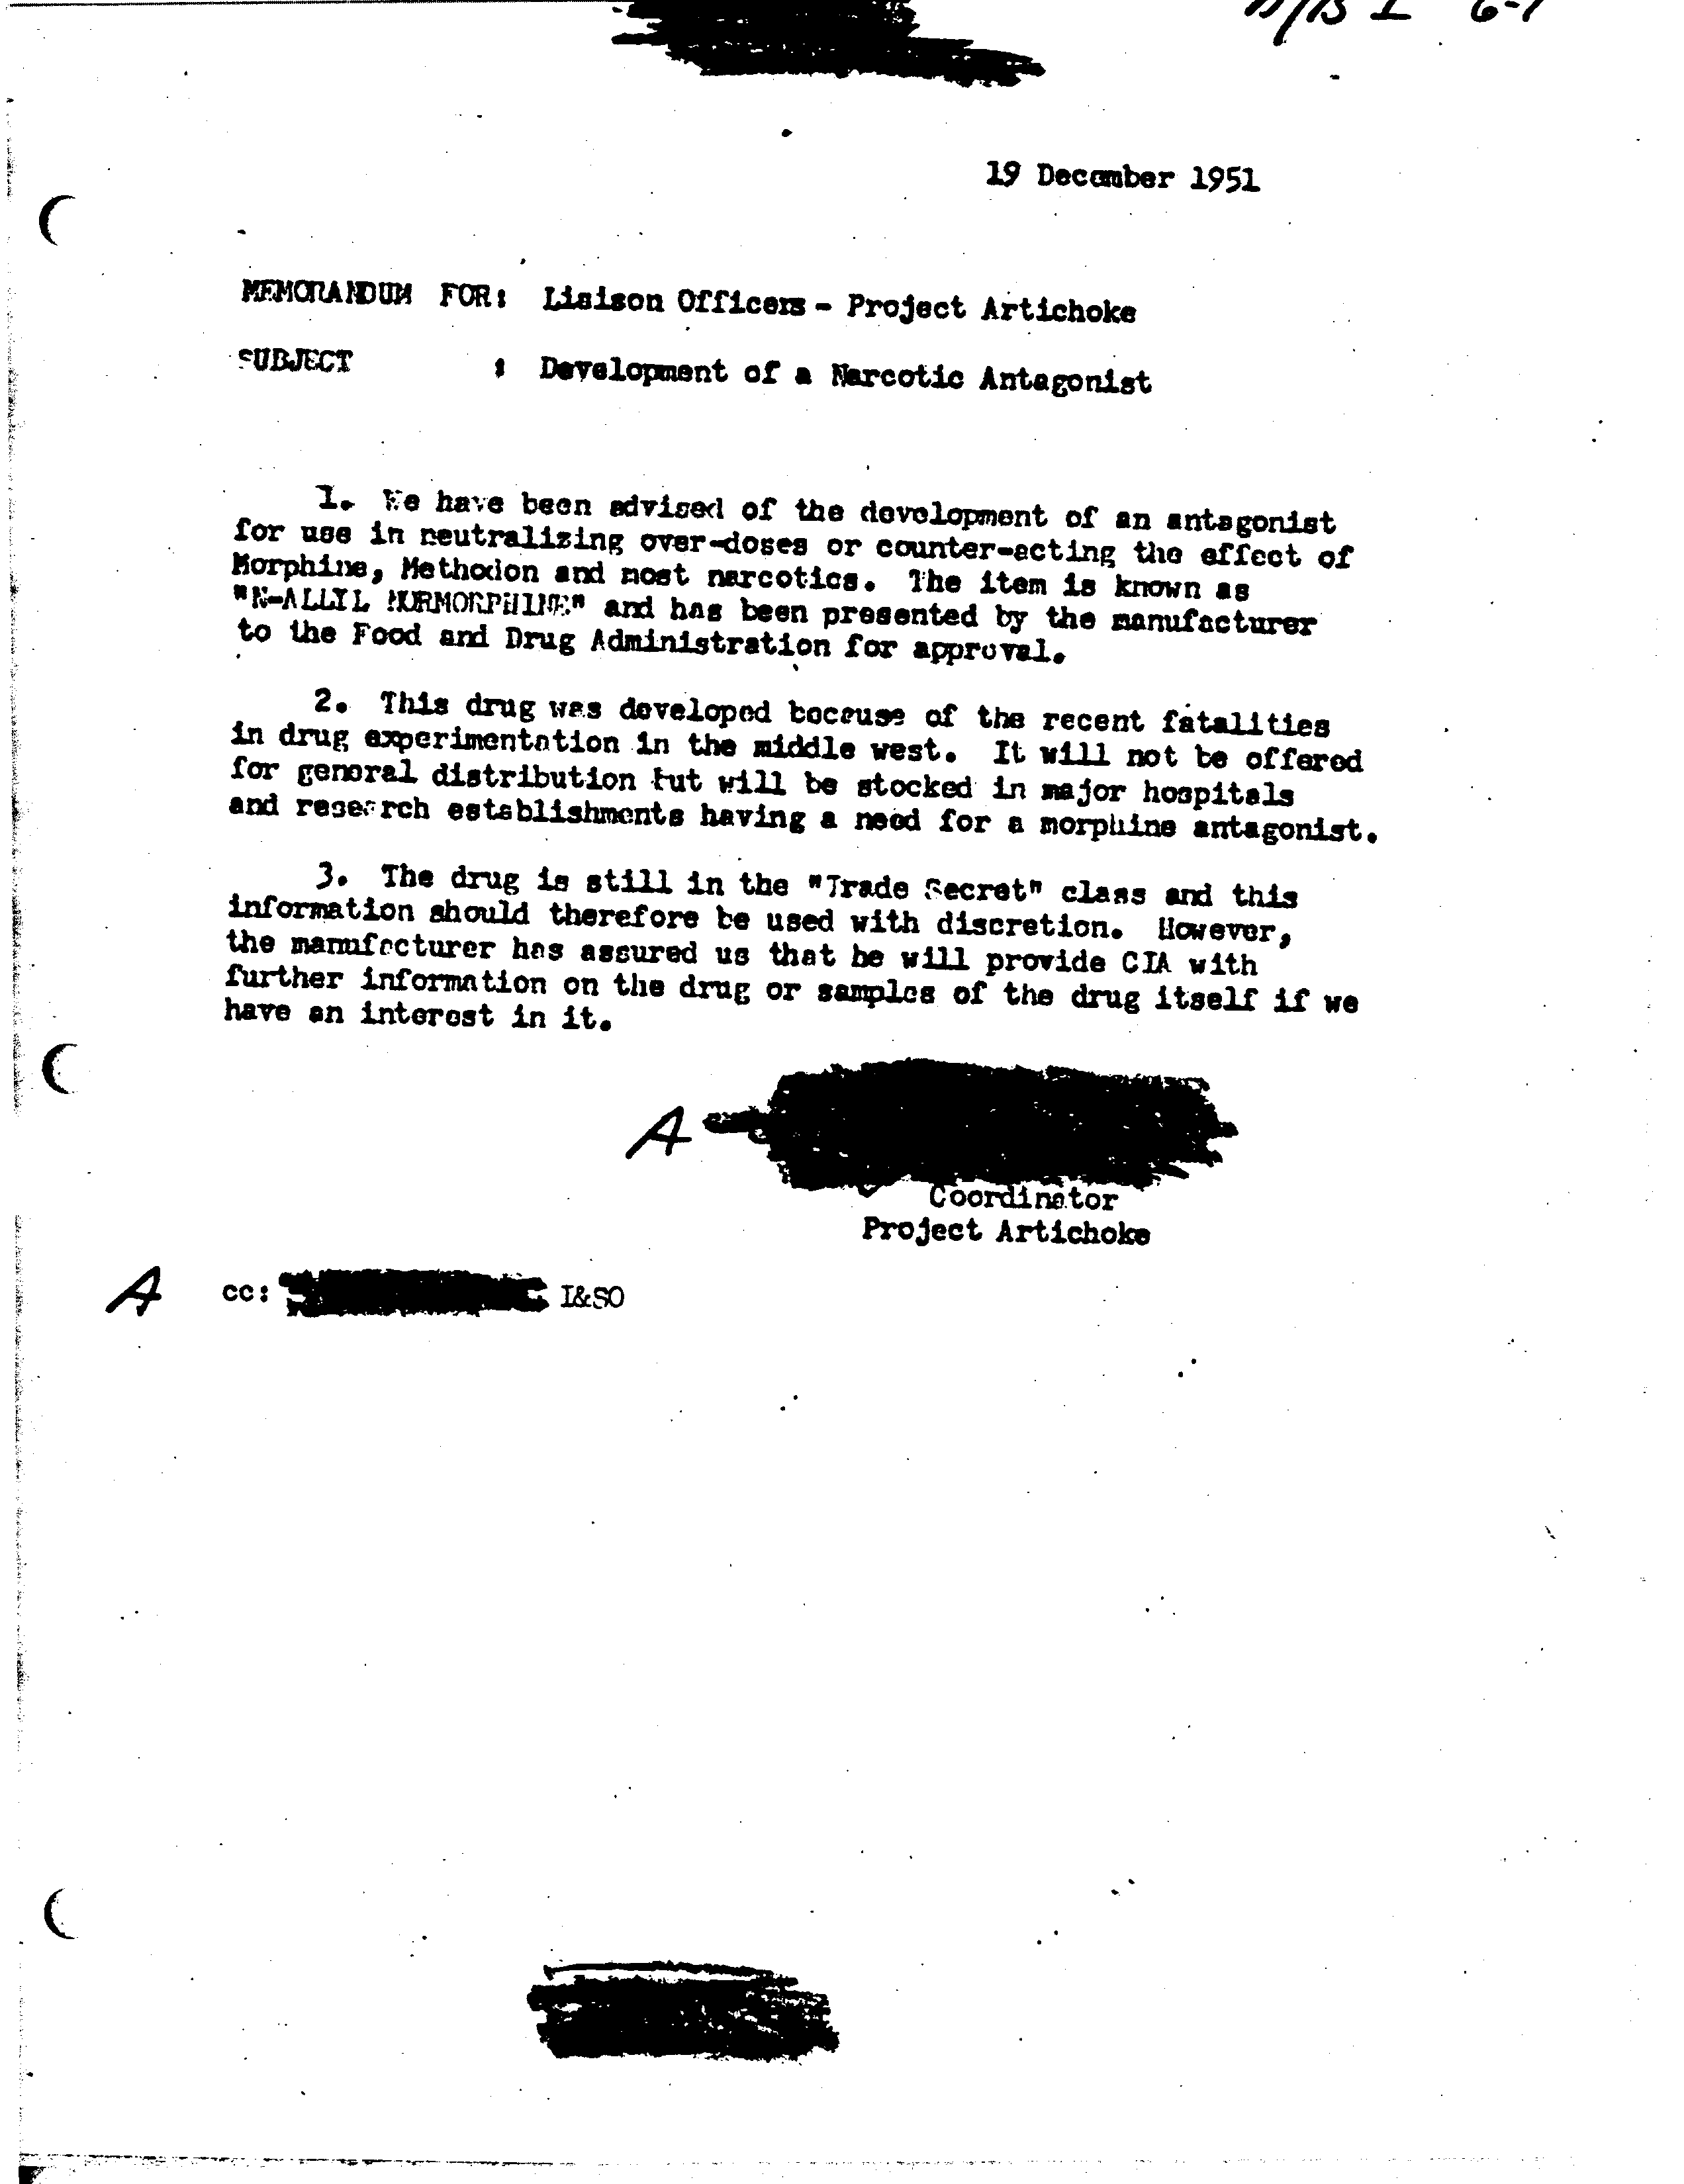 19 December 1951
MEMORANDUM FOR: Liaison Officers - Project Artichoke
SUBJECT : Development of a Narcotic Antagonist
1. We have been advised of the development of an antagonist
for use in neutralizing over-doses or counter-acting the effect of
Morphine, Methodon and most narcotics. The item is known as
"N-ALLYL NORMORPHINE" and has been presented by the manufacturer
to the Food and Drug Administration for approval.
2. This drug was developed because of the recent fatalities
in drug experimentation in the middle west. It will not be offered
for general distribution but will be stocked in major hospitals
and research establishments having a need for a morphine antagonist.
3. The drug is still in the "Trade Secret" class and this
information should therefore be used with discretion. However,
the manufacturer has assured us that he will provide CIA with
further information on the drug or samples of the drug itself if we
have an interest in it.
A
Coordinator
Project Artichoke
A cc: I&SO